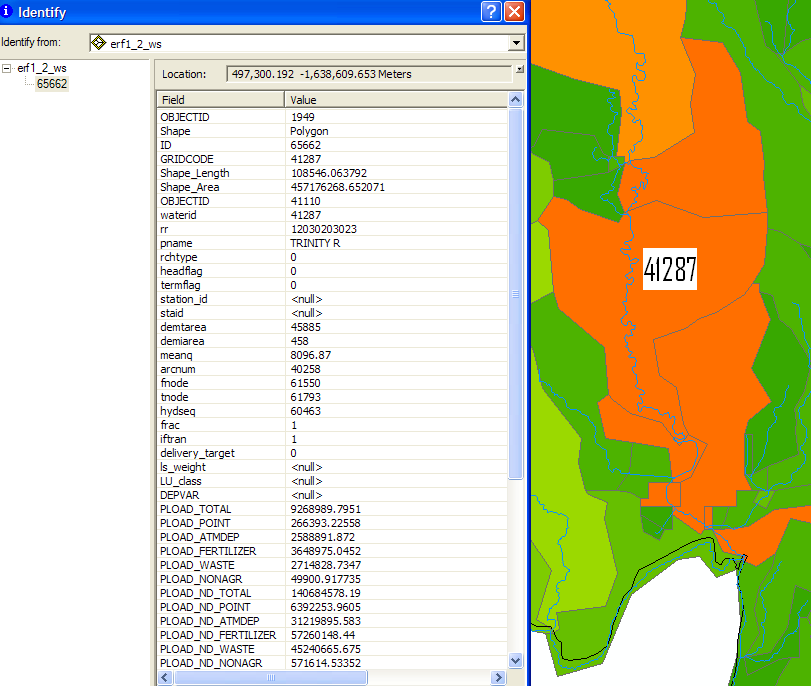 Identify
Identify from: erf1_2_ws
erf1_2_ws
65662
Location: 497,300.192 -1,638,609.653 Meters
Field Value
OBJECTID 1949
Shape Polygon
ID 65662
GRIDCODE 41287
Shape_Length 108546.063792
Shape_Area 457176268.652071
OBJECTID 41110
waterid 41287
rr 12030203023
pname TRINITY R
rchtype 0
headflag 0
termflag 0
station_id <null>
staid <null>
demtarea 45885
demiarea 458
meanq 8096.87
arcnum 40258
fnode 61550
tnode 61793
hydseq 60463
frac 1
iftran 1
delivery_target 0
ls_weight <null>
LU_class <null>
DEPVAR <null>
PLOAD_TOTAL 9268989.7951
PLOAD_POINT 266393.22558
PLOAD_ATMDEP 2588891.872
PLOAD_FERTILIZER 3648975.0452
PLOAD_WASTE 2714828.7347
PLOAD_NONAGR 49900.917735
PLOAD_ND_TOTAL 140684578.19
PLOAD_ND_POINT 6392253.9605
PLOAD_ND_ATMDEP 31219895.583
PLOAD_ND_FERTILIZER 57260148.44
PLOAD_ND_WASTE 45240665.675
PLOAD_ND_NONAGR 571614.53352
41287